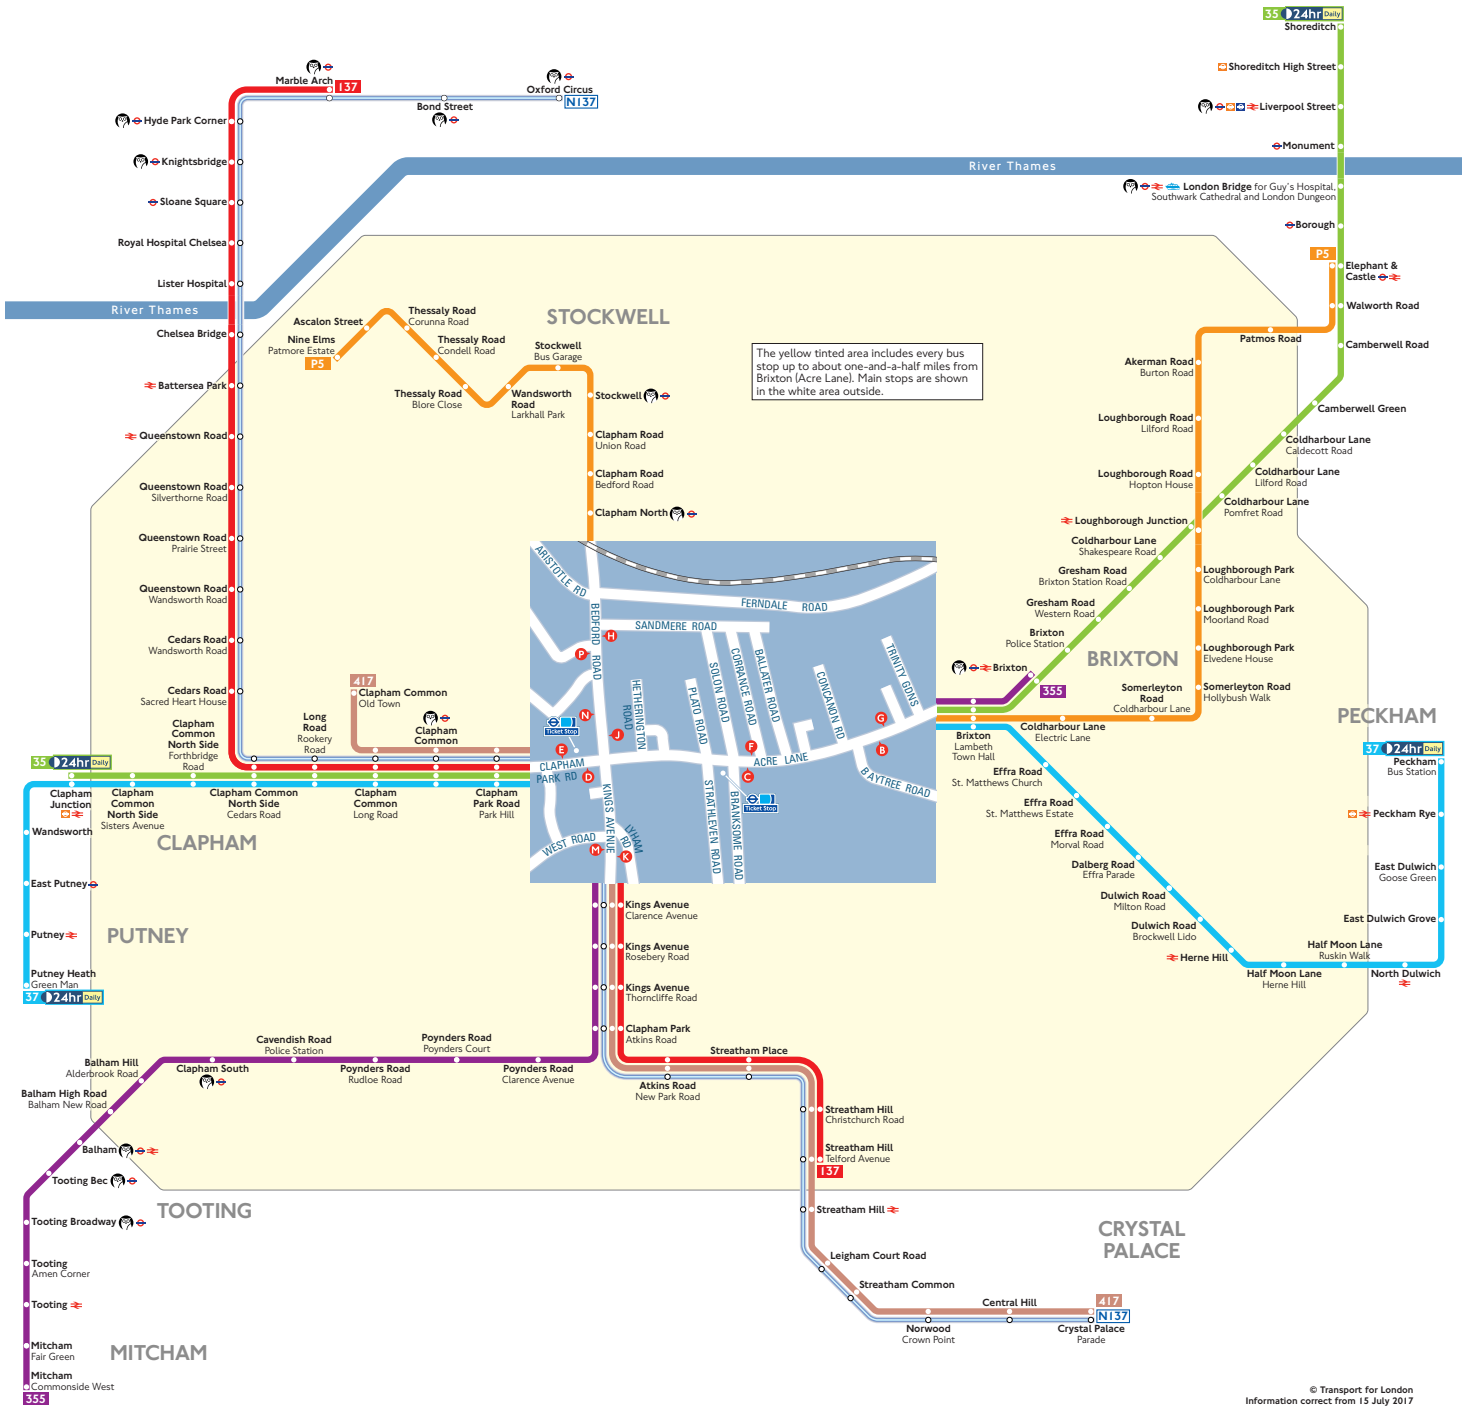 35 24hr Daily
Shoreditch
Shoreditch High Street
Liverpool Street
Monument
River Thames
London Bridge for Guy's Hospital,
Southwark Cathedral and London Dungeon
Borough
P5
Elephant &
Castle
Walworth Road
Patmos Road
Camberwell Road
Camberwell Green
Coldharbour Lane
Caldecott Road
Coldharbour Lane
Lilford Road
Coldharbour Lane
Pomfret Road
Marble Arch
137
Oxford Circus
N137
Bond Street
Hyde Park Corner
Knightsbridge
Sloane Square
Royal Hospital Chelsea
Lister Hospital
River Thames
Chelsea Bridge
Battersea Park
Queenstown Road
Queenstown Road
Silverthorne Road
Queenstown Road
Prairie Street
Queenstown Road
Wandsworth Road
Cedars Road
Wandsworth Road
Cedars Road
Sacred Heart House
Clapham
Common
North Side
Forthbridge
Road
STOCKWELL
Ascalon Street
Nine Elms
Patmore Estate
P5
Thessaly Road
Corunna Road
Thessaly Road
Condell Road
Thessaly Road
Blore Close
Wandsworth
Road
Larkhall Park
Stockwell
Bus Garage
Stockwell
Clapham Road
Union Road
Clapham Road
Bedford Road
Clapham North
The yellow tinted area includes every bus
stop up to about one-and-a-half miles from
Brixton (Acre Lane). Main stops are shown
in the white area outside.
Akerman Road
Burton Road
Loughborough Road
Lilford Road
Loughborough Road
Hopton House
Loughborough Junction
Coldharbour Lane
Shakespeare Road
Gresham Road
Brixton Station Road
Gresham Road
Western Road
Brixton
Police Station
Brixton
355
BRIXTON
Loughborough Park
Coldharbour Lane
Loughborough Park
Moorland Road
Loughborough Park
Elvedene House
Somerleyton Road
Hollybush Walk
Somerleyton
Road
Coldharbour Lane
Coldharbour Lane
Electric Lane
Brixton
Lambeth
Town Hall
ARISTOTLE RD
BEDFORD ROAD
FERNDALE ROAD
SANDMERE ROAD
HETHERINGTON
ROAD
PLATO ROAD
SOLON ROAD
CORRANCE ROAD
BALLATER ROAD
CONCANON RD
TRINITY GDNS
CLAPHAM
PARK RD
ACRE LANE
BAYTREE ROAD
KINGS AVENUE
WEST ROAD
LYHAM
RD
STRATHLEVEN ROAD
BRANKSOME ROAD
H
P
N
J
E
D
F
C
G
B
M
K
Ticket Stop
Ticket Stop
417
Clapham Common
Old Town
Long
Road
Rookery
Road
Clapham
Common
35 24hr Daily
Clapham
Junction
Clapham
Common
North Side
Sisters Avenue
Clapham Common
North Side
Cedars Road
Clapham
Common
Long Road
Clapham
Park Road
Park Hill
CLAPHAM
Wandsworth
East Putney
Putney
PUTNEY
Putney Heath
Green Man
37 24hr Daily
PECKHAM
37 24hr Daily
Peckham
Bus Station
Peckham Rye
East Dulwich
Goose Green
East Dulwich Grove
North Dulwich
Half Moon Lane
Ruskin Walk
Half Moon Lane
Herne Hill
Herne Hill
Dulwich Road
Brockwell Lido
Dulwich Road
Milton Road
Dalberg Road
Effra Parade
Effra Road
Morval Road
Effra Road
St. Matthews Estate
Effra Road
St. Matthews Church
Kings Avenue
Clarence Avenue
Kings Avenue
Rosebery Road
Kings Avenue
Thorncliffe Road
Clapham Park
Atkins Road
Streatham Place
Atkins Road
New Park Road
Streatham Hill
Christchurch Road
Streatham Hill
Telford Avenue
137
Streatham Hill
Leigham Court Road
Streatham Common
Central Hill
Norwood
Crown Point
417
N137
Crystal Palace
Parade
CRYSTAL
PALACE
Poynders Road
Clarence Avenue
Poynders Road
Poynders Court
Poynders Road
Rudloe Road
Cavendish Road
Police Station
Clapham South
Balham Hill
Alderbrook Road
Balham High Road
Balham New Road
Balham
Tooting Bec
TOOTING
Tooting Broadway
Tooting
Amen Corner
Tooting
Mitcham
Fair Green
MITCHAM
Mitcham
Commonside West
355
© Transport for London
Information correct from 15 July 2017